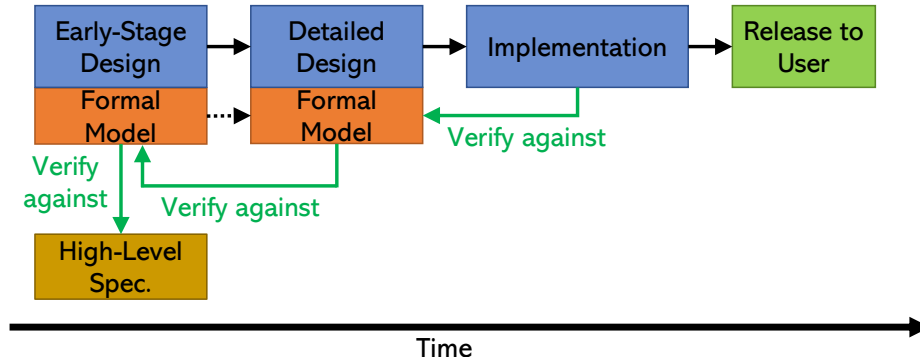 Early-Stage
Design
Detailed
Design
Implementation
Release to
User
Formal
Model
Formal
Model
Verify against
Verify
against
Verify against
High-Level
Spec.
Time